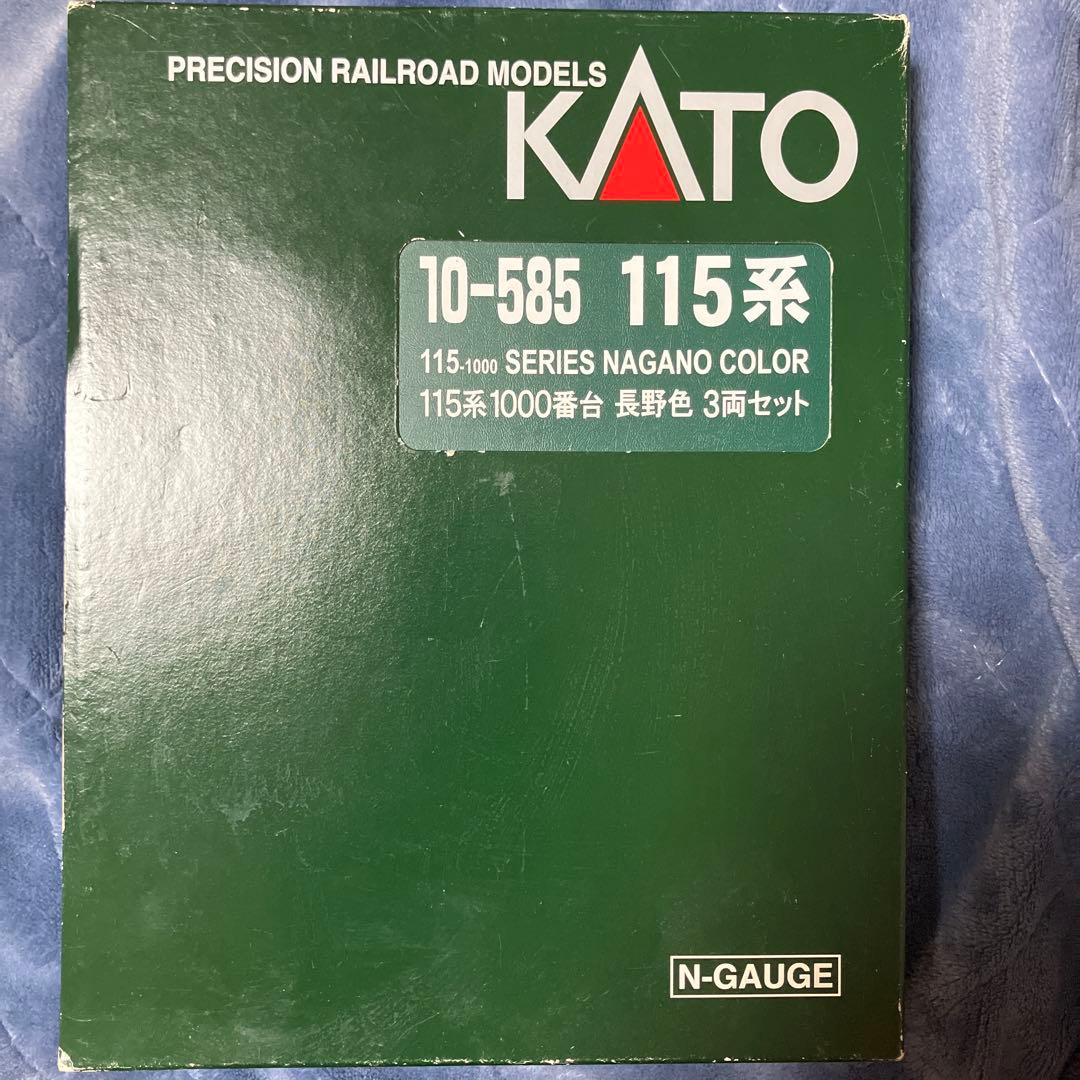 PRECISION RAILROAD MODELS
KATO
10-585 115系
115-1000 SERIES NAGANO COLOR
115系1000番台 長野色 3両セット
N-GAUGE